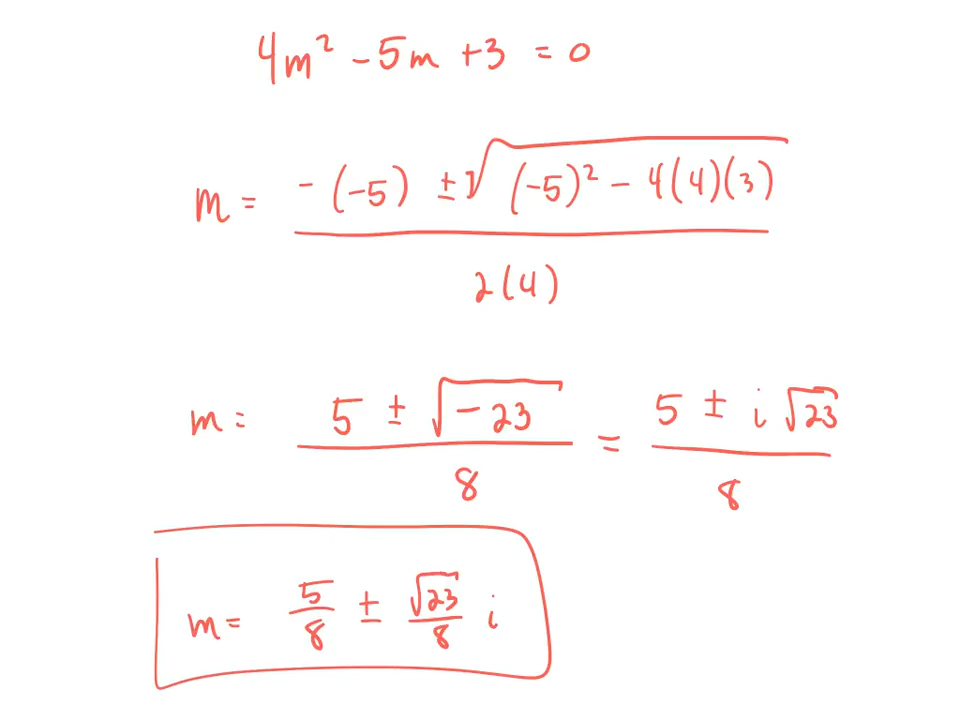 4m² - 5m + 3 = 0
m = (-(-5) ± √((-5)² - 4(4)(3))) / (2(4))
m = (5 ± √(-23)) / 8 = (5 ± i√23) / 8
m = 5/8 ± √23/8 i